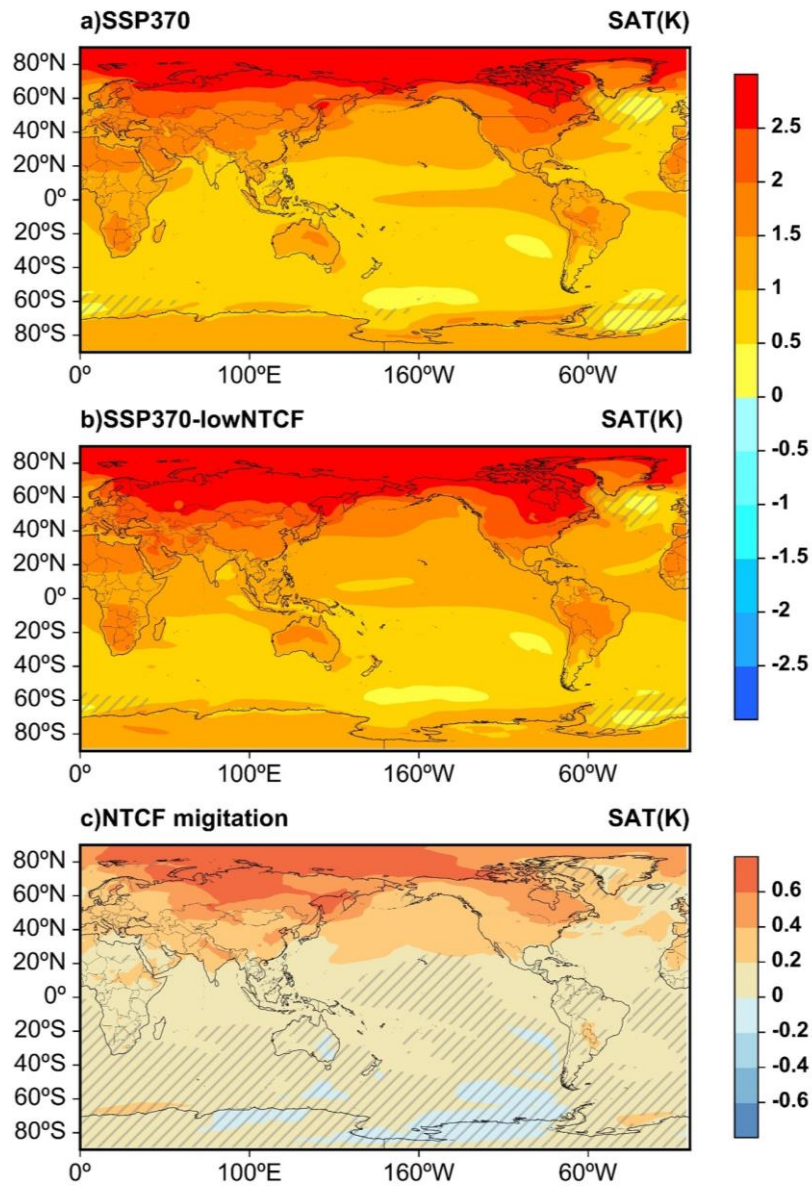 a)SSP370 SAT(K)
80ºN
60ºN
40ºN
20ºN
0º
20ºS
40ºS
60ºS
80ºS
0º 100ºE 160ºW 60ºW
b)SSP370-lowNTCF SAT(K)
80ºN
60ºN
40ºN
20ºN
0º
20ºS
40ºS
60ºS
80ºS
0º 100ºE 160ºW 60ºW
2.5
2
1.5
1
0.5
0
-0.5
-1
-1.5
-2
-2.5
c)NTCF migitation SAT(K)
80ºN
60ºN
40ºN
20ºN
0º
20ºS
40ºS
60ºS
80ºS
0º 100ºE 160ºW 60ºW
0.6
0.4
0.2
0
-0.2
-0.4
-0.6